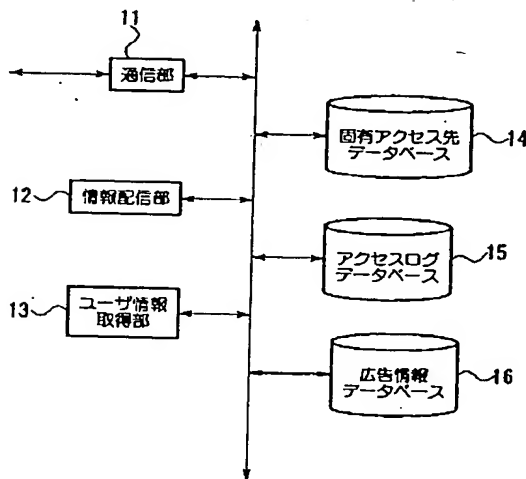 11
通信部
固有アクセス先
データベース
14
12
情報配信部
アクセスログ
データベース
15
13
ユーザ情報
取得部
広告情報
データベース
16